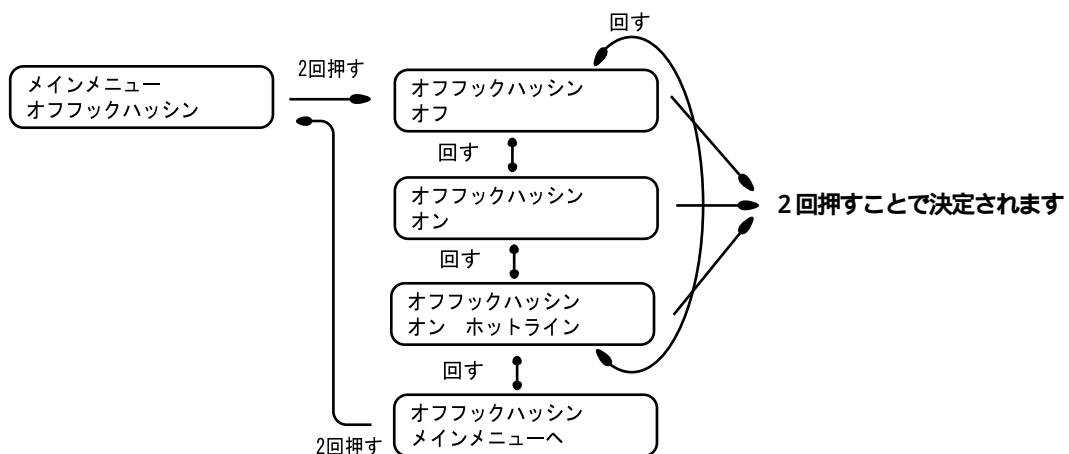 回す
2回押す
メインメニュー
オフフックハッシン
オフフックハッシン
オフ
回す
オフフックハッシン
オン
2回押すことで決定されます
回す
オフフックハッシン
オン ホットライン
回す
オフフックハッシン
メインメニューへ
2回押す